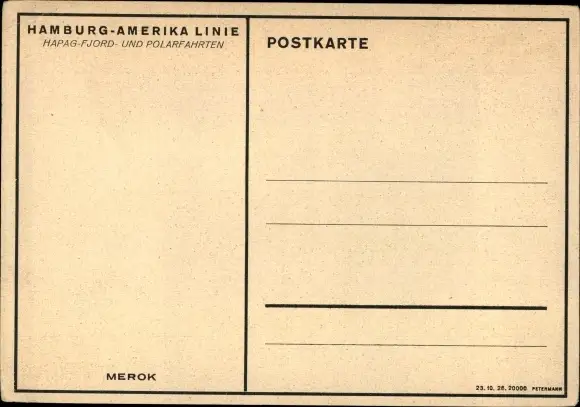 HAMBURG-AMERIKA LINIE
HAPAG-FJORD- UND POLARFAHRTEN
POSTKARTE
MEROK
23. 10. 28. 20000 PETERMANN